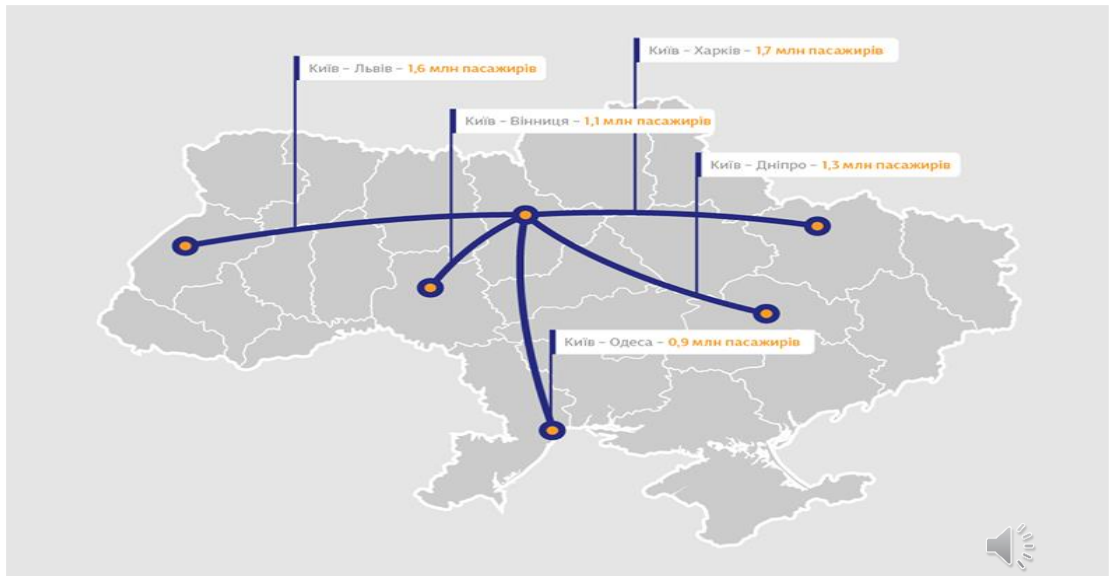 Київ – Харків – 1,7 млн пасажирів
Київ – Львів – 1,6 млн пасажирів
Київ – Вінниця – 1,1 млн пасажирів
Київ – Дніпро – 1,3 млн пасажирів
Київ – Одеса – 0,9 млн пасажирів